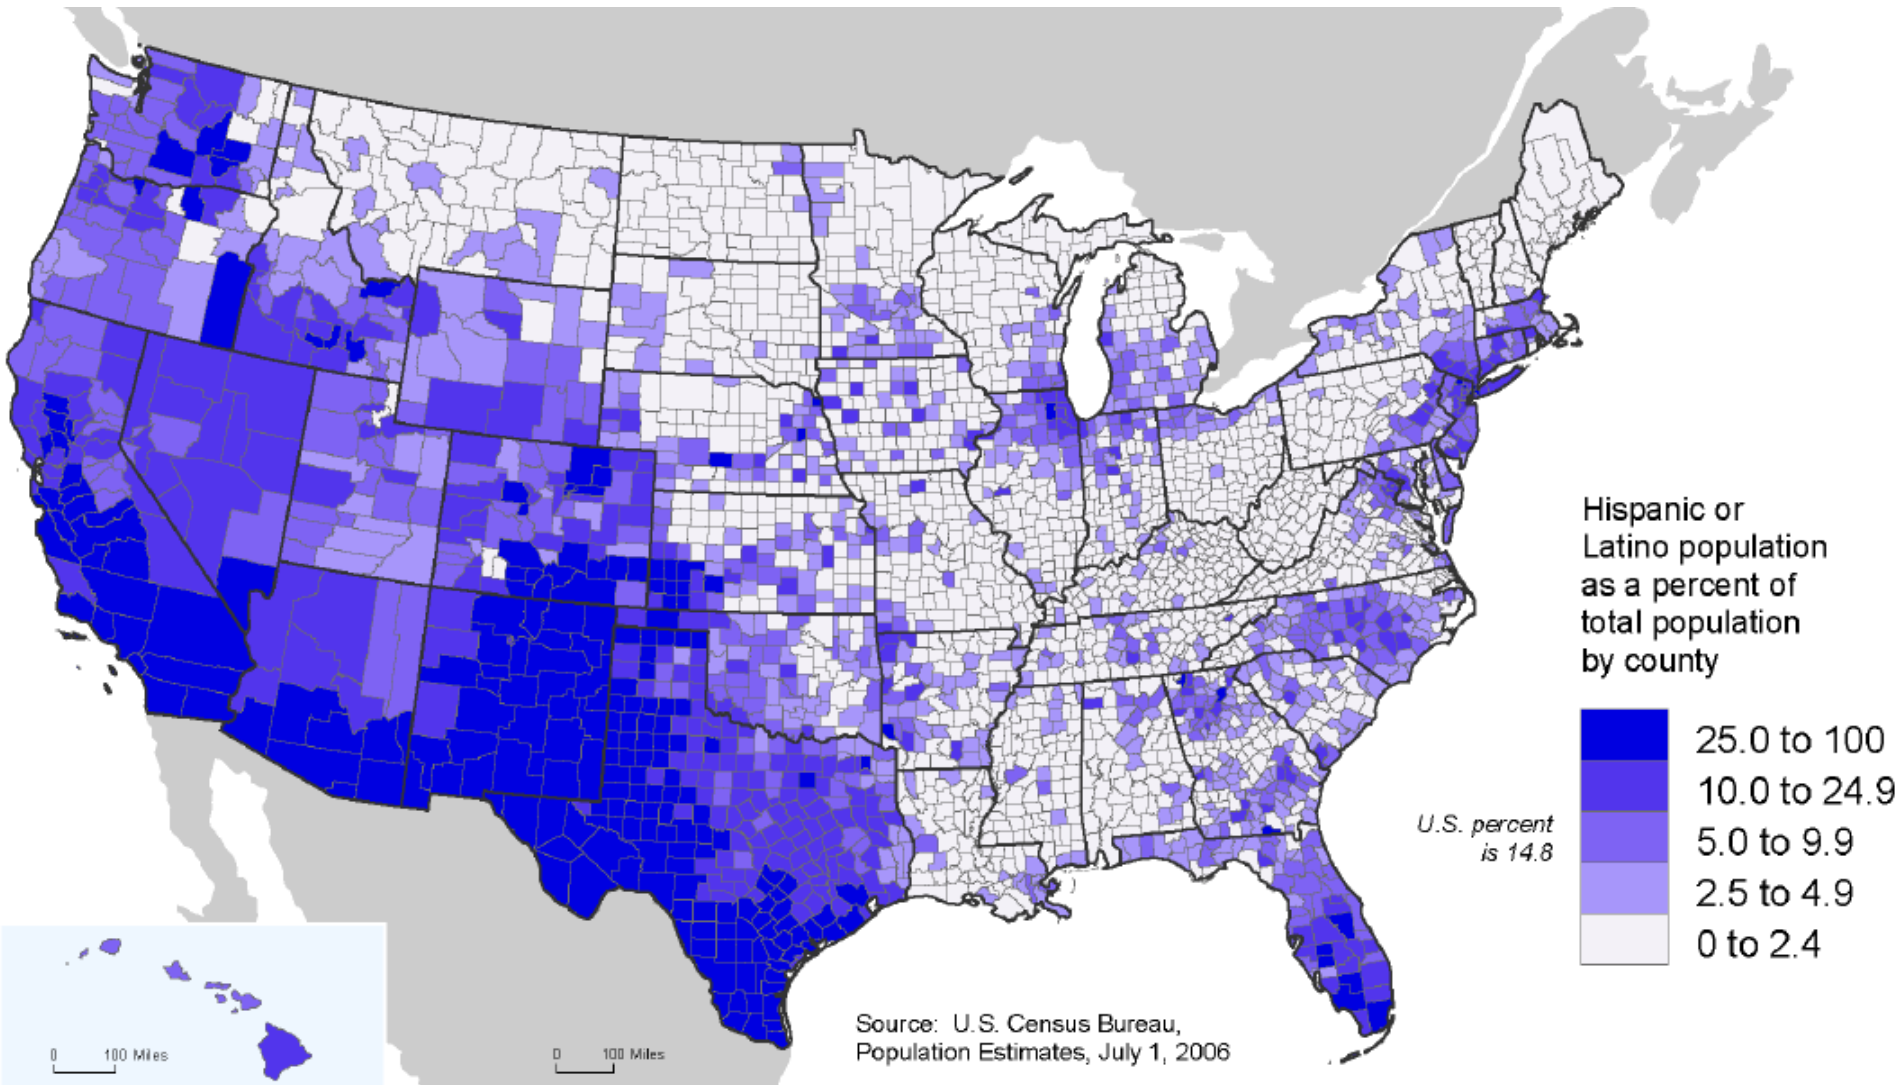 Hispanic or
Latino population
as a percent of
total population
by county
25.0 to 100
10.0 to 24.9
5.0 to 9.9
2.5 to 4.9
0 to 2.4
U.S. percent
is 14.8
Source: U.S. Census Bureau,
Population Estimates, July 1, 2006
0 100 Miles
0 100 Miles